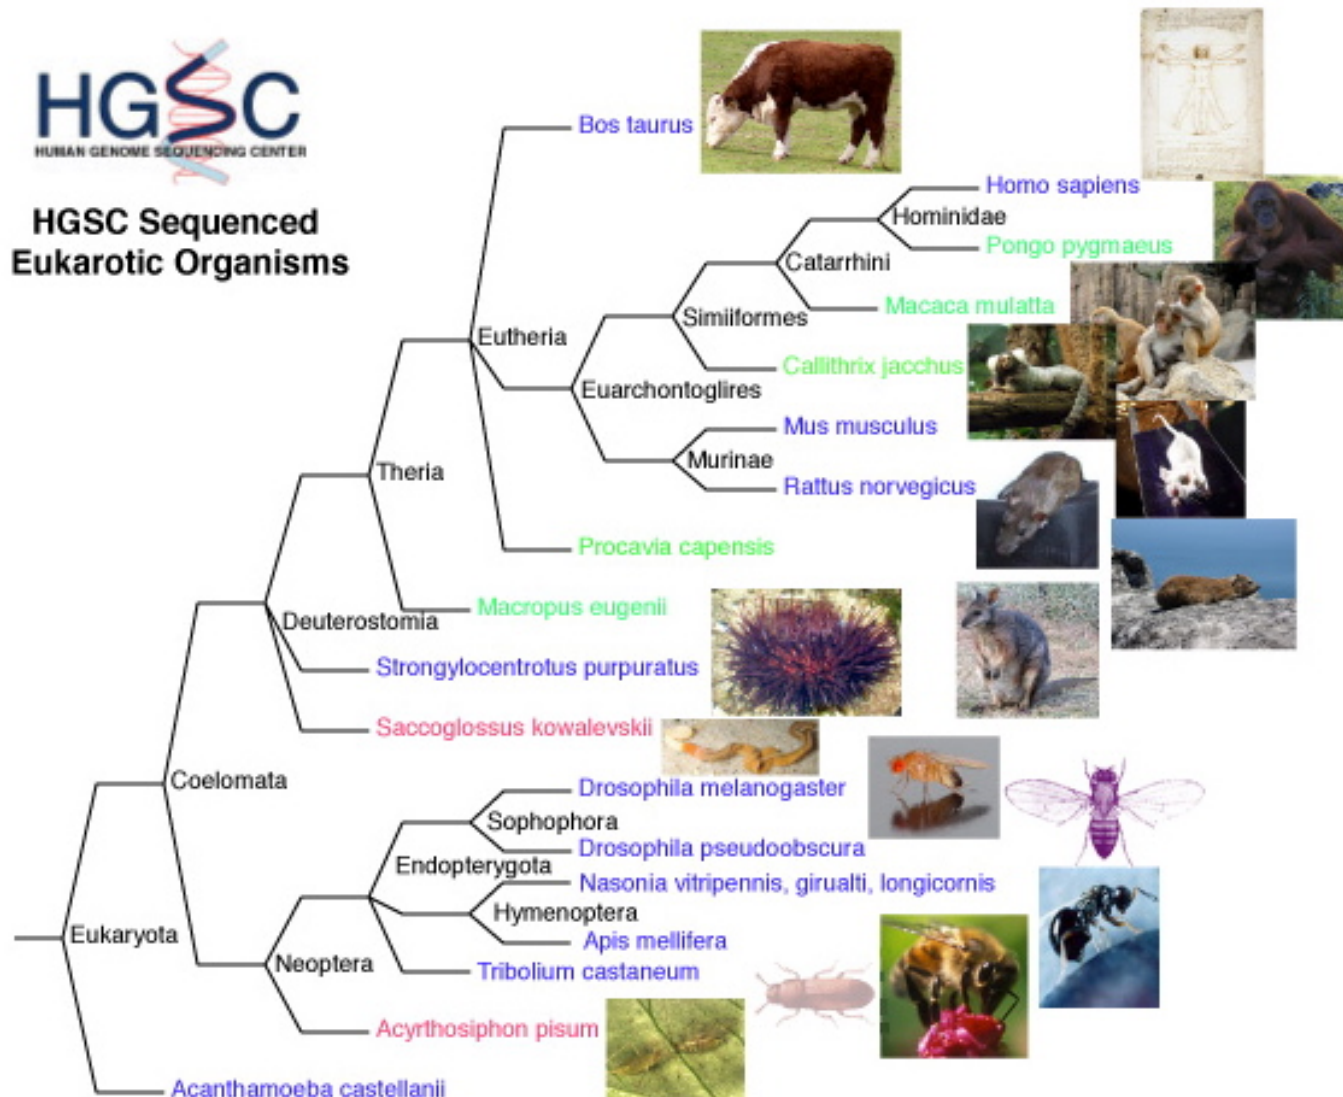 HGSC
HUMAN GENOME SEQUENCING CENTER
HGSC Sequenced
Eukarotic Organisms
Bos taurus
Homo sapiens
Hominidae
Pongo pygmaeus
Catarrhini
Macaca mulatta
Simiiformes
Eutheria
Callithrix jacchus
Euarchontoglires
Mus musculus
Murinae
Theria
Rattus norvegicus
Procavia capensis
Macropus eugenii
Deuterostomia
Strongylocentrotus purpuratus
Saccoglossus kowalevskii
Coelomata
Drosophila melanogaster
Sophophora
Drosophila pseudoobscura
Endopterygota
Nasonia vitripennis, girualti, longicornis
Hymenoptera
Eukaryota
Apis mellifera
Neoptera
Tribolium castaneum
Acyrthosiphon pisum
Acanthamoeba castellanii